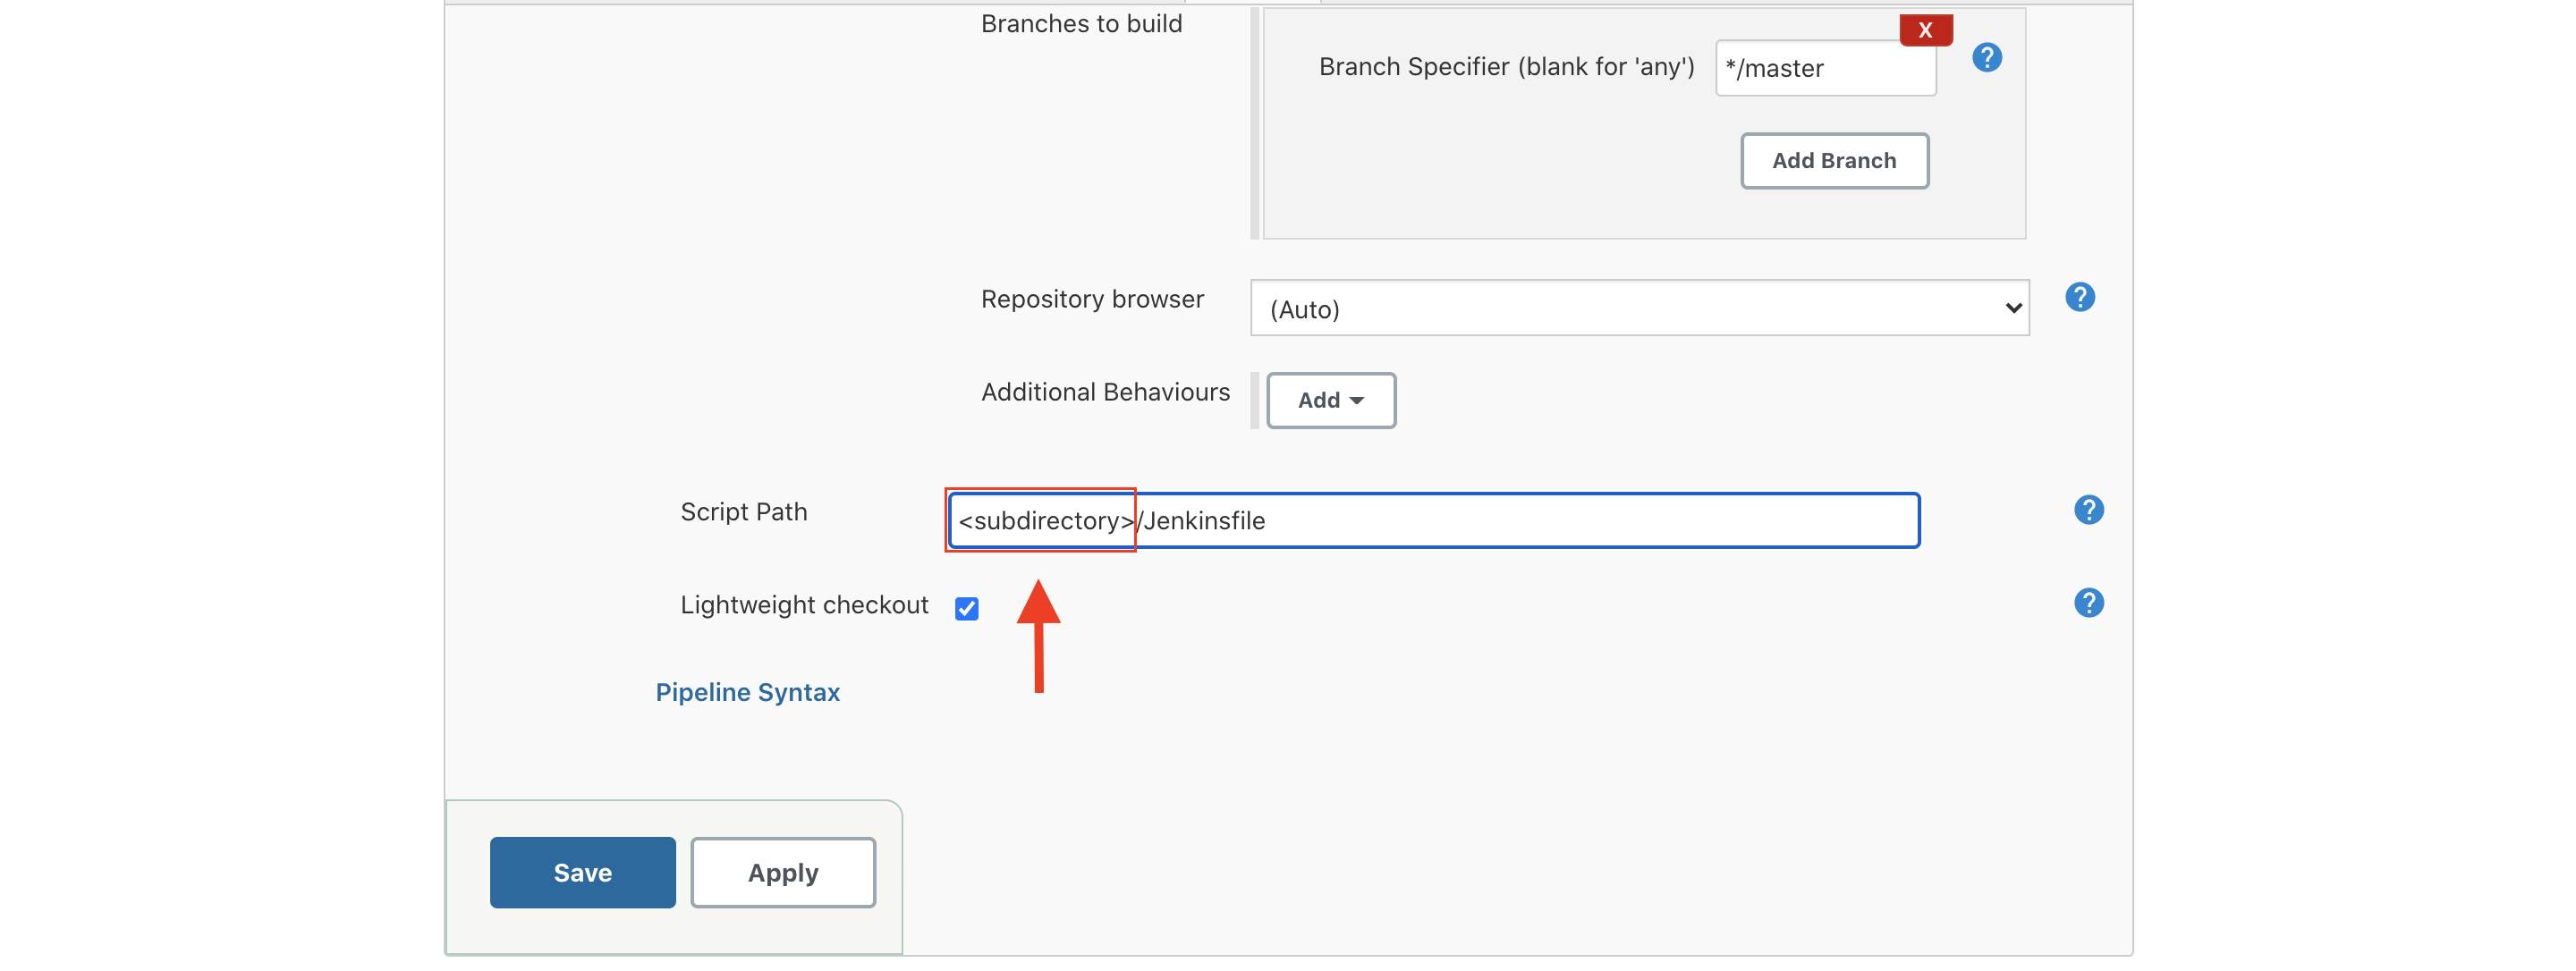 Branches to build
X
Branch Specifier (blank for 'any') */master ?
Add Branch
Repository browser (Auto) ?
Additional Behaviours Add
Script Path <subdirectory>/Jenkinsfile ?
Lightweight checkout ?
Pipeline Syntax
Save Apply